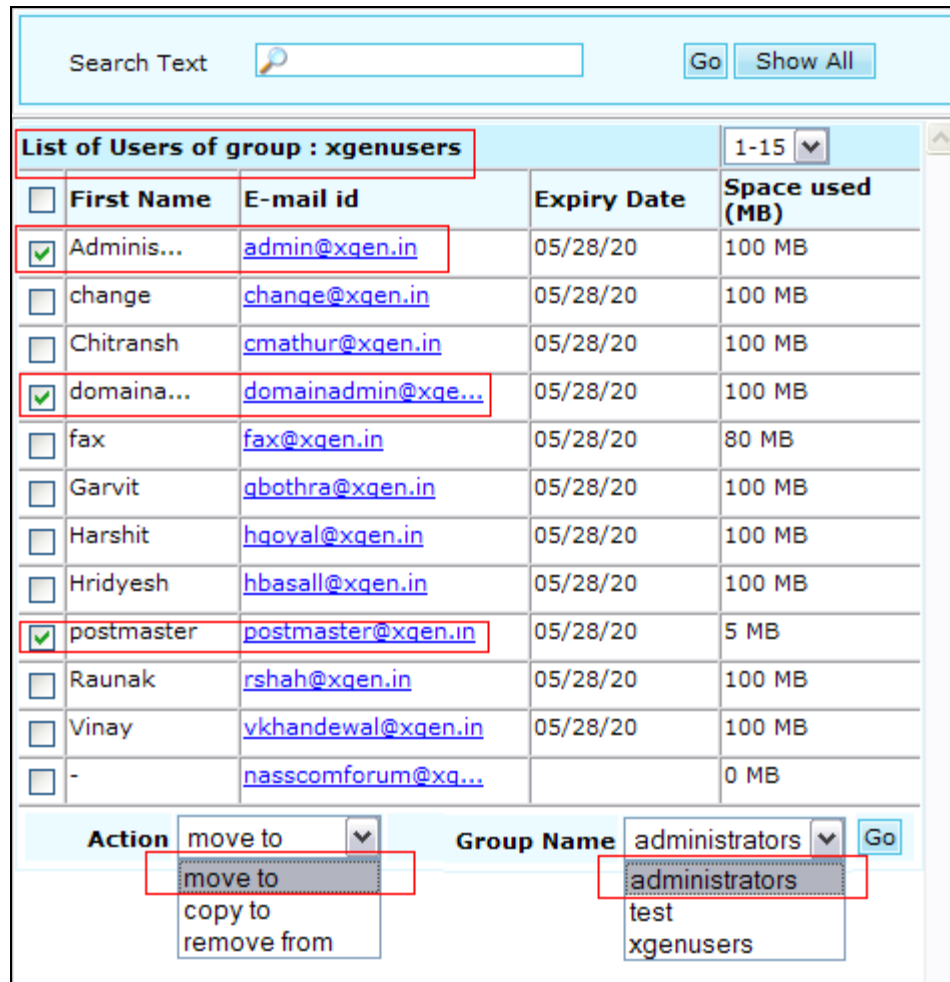 Search Text Go Show All
List of Users of group : xgenusers 1-15
First Name E-mail id Expiry Date Space used (MB)
Adminis... admin@xgen.in 05/28/20 100 MB
change change@xgen.in 05/28/20 100 MB
Chitransh cmathur@xgen.in 05/28/20 100 MB
domaina... domainadmin@xge... 05/28/20 100 MB
fax fax@xgen.in 05/28/20 80 MB
Garvit gbothra@xgen.in 05/28/20 100 MB
Harshit hgoyal@xgen.in 05/28/20 100 MB
Hridyesh hbasall@xgen.in 05/28/20 100 MB
postmaster postmaster@xgen.in 05/28/20 5 MB
Raunak rshah@xgen.in 05/28/20 100 MB
Vinay vkhandewal@xgen.in 05/28/20 100 MB
- nasscomforum@xg... 0 MB
Action move to Group Name administrators Go
move to administrators
copy to test
remove from xgenusers